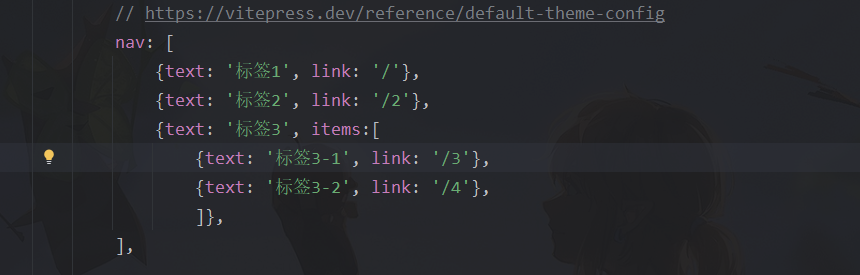 // https://vitepress.dev/reference/default-theme-config
nav: [
{text: '标签1', link: '/'},
{text: '标签2', link: '/2'},
{text: '标签3', items:[
{text: '标签3-1', link: '/3'},
{text: '标签3-2', link: '/4'},
]},
],